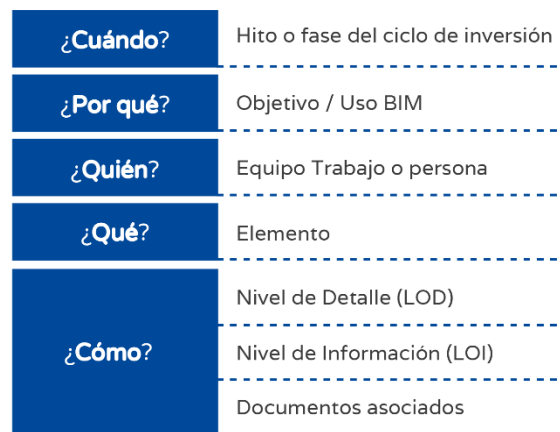 ¿Cuándo? Hito o fase del ciclo de inversión
¿Por qué? Objetivo / Uso BIM
¿Quién? Equipo Trabajo o persona
¿Qué? Elemento
Nivel de Detalle (LOD)
¿Cómo? Nivel de Información (LOI)
Documentos asociados